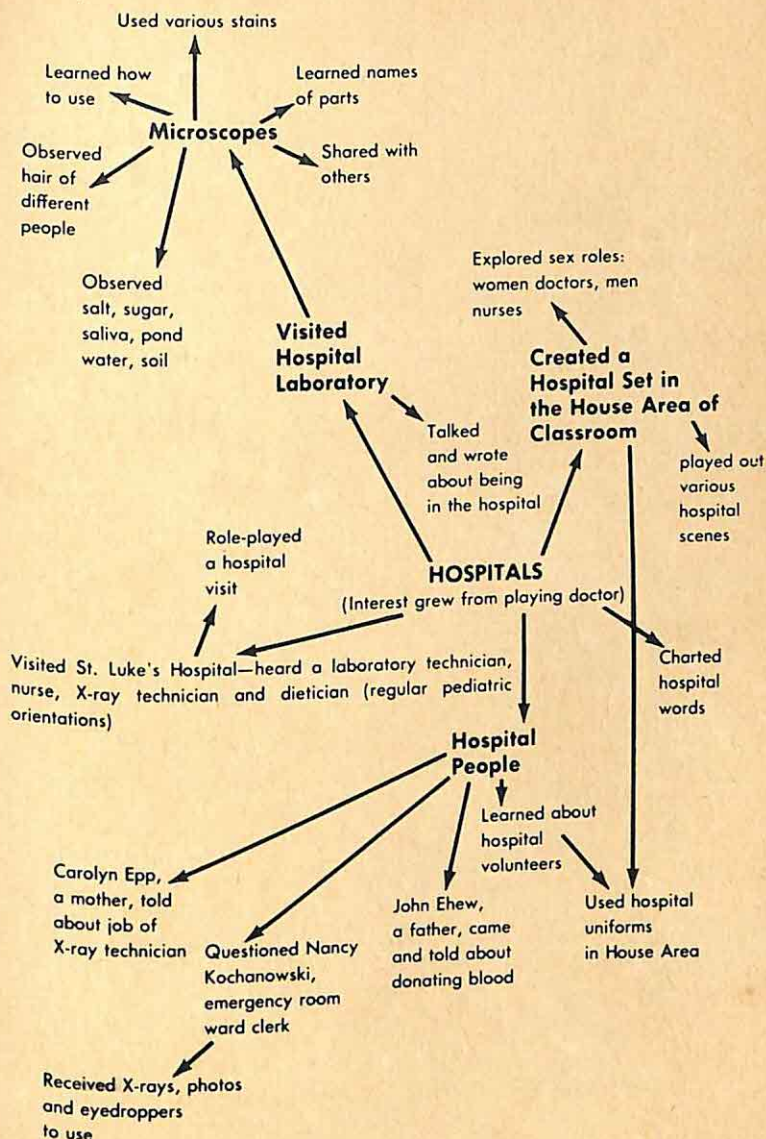 Used various stains
Learned how
to use
Learned names
of parts
Microscopes
Observed
hair of
different
people
Shared with
others
Observed
salt, sugar,
saliva, pond
water, soil
Explored sex roles:
women doctors, men
nurses
Visited
Hospital
Laboratory
Created a
Hospital Set in
the House Area of
Classroom
Talked
and wrote
about being
in the hospital
played out
various
hospital
scenes
Role-played
a hospital
visit
HOSPITALS
(Interest grew from playing doctor)
Visited St. Luke's Hospital—heard a laboratory technician,
nurse, X-ray technician and dietician (regular pediatric
orientations)
Charted
hospital
words
Hospital
People
Learned about
hospital
volunteers
Carolyn Epp,
a mother, told
about job of
X-ray technician
Questioned Nancy
Kochanowski,
emergency room
ward clerk
John Ehew,
a father, came
and told about
donating blood
Used hospital
uniforms
in House Area
Received X-rays, photos
and eyedroppers
to use